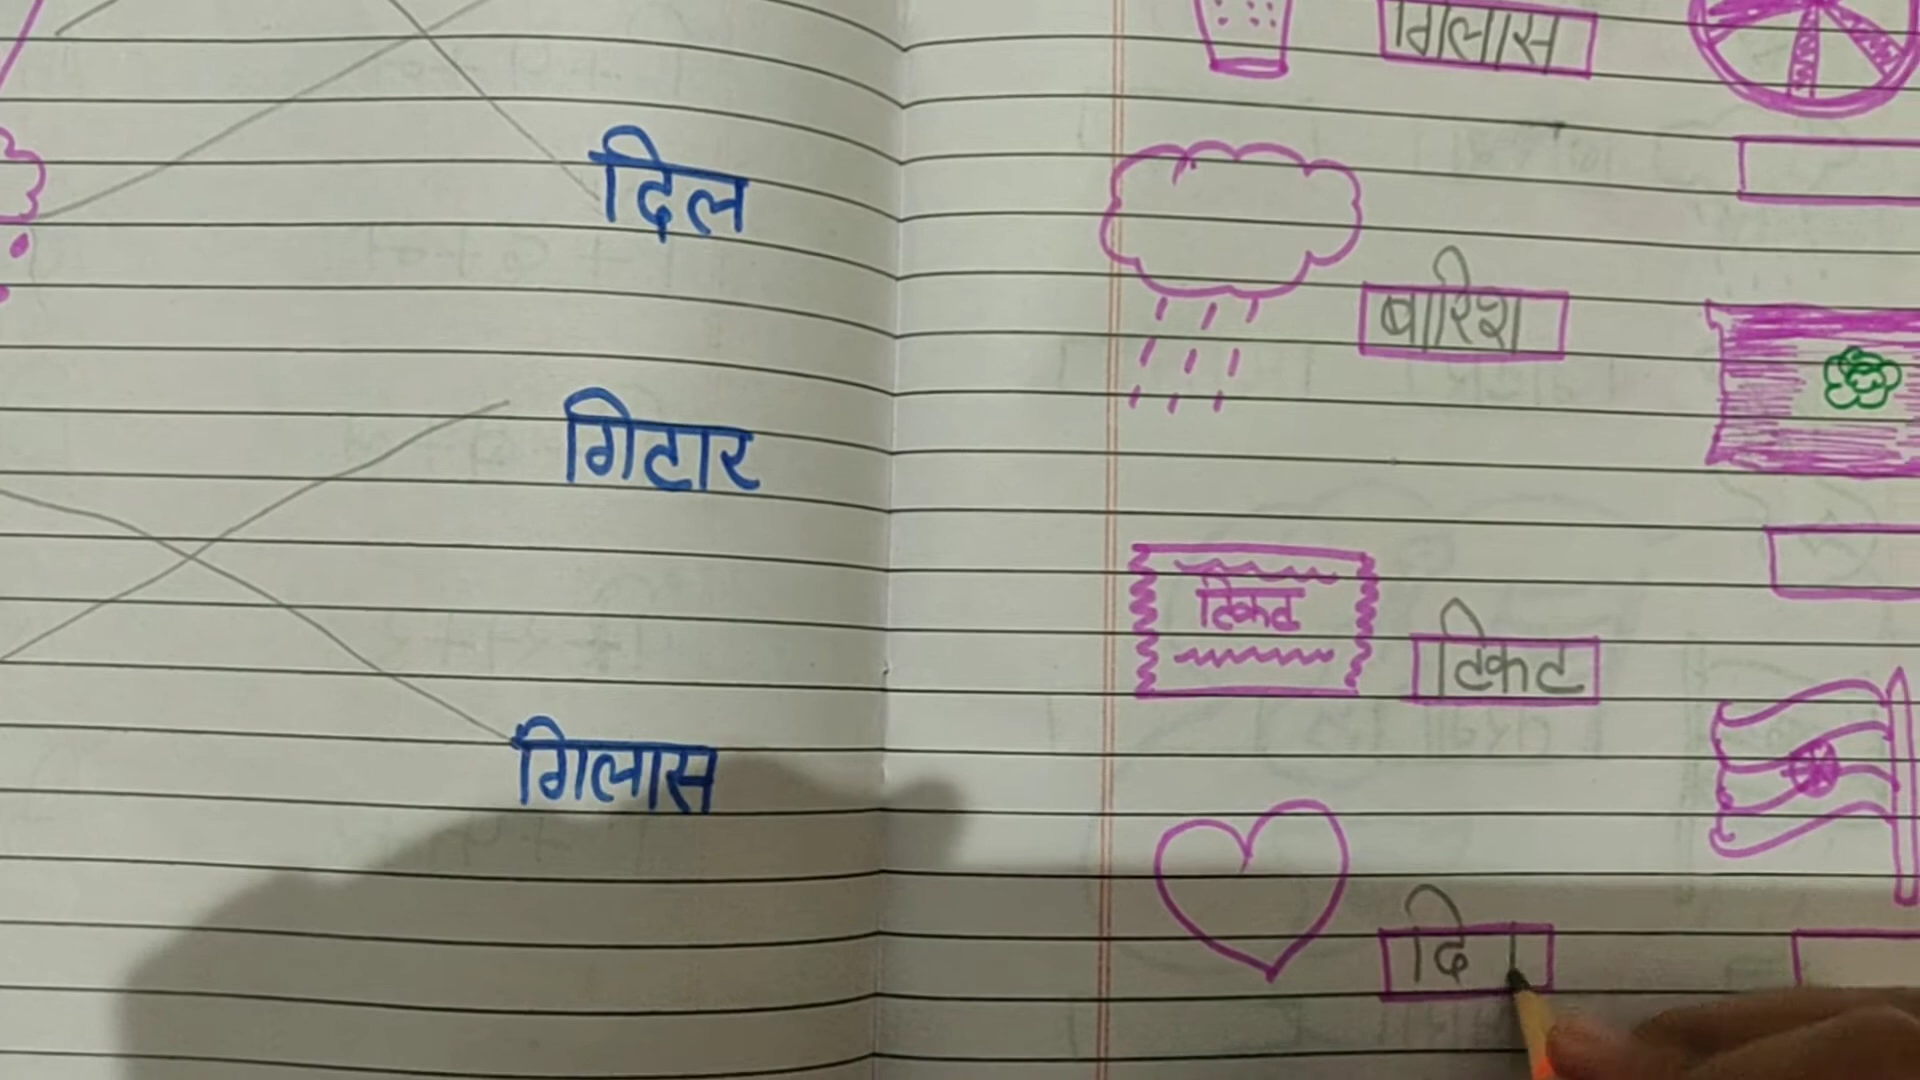 दिल
गिटार
गिलास
गिलास
बारिश
टिकट
टिकट
दि